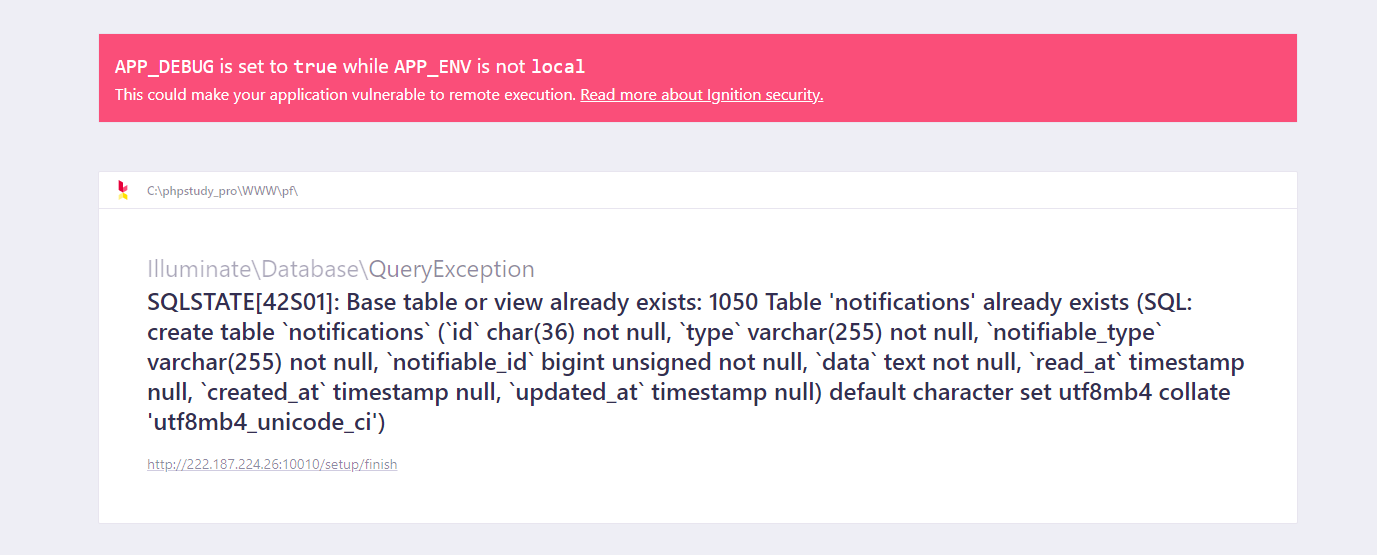 APP_DEBUG is set to true while APP_ENV is not local
This could make your application vulnerable to remote execution. Read more about Ignition security.
C:\phpstudy_pro\WWW\pf\
Illuminate\Database\QueryException
SQLSTATE[42S01]: Base table or view already exists: 1050 Table 'notifications' already exists (SQL:
create table `notifications` (`id` char(36) not null, `type` varchar(255) not null, `notifiable_type`
varchar(255) not null, `notifiable_id` bigint unsigned not null, `data` text not null, `read_at` timestamp
null, `created_at` timestamp null, `updated_at` timestamp null) default character set utf8mb4 collate
'utf8mb4_unicode_ci')
http://222.187.224.26:10010/setup/finish